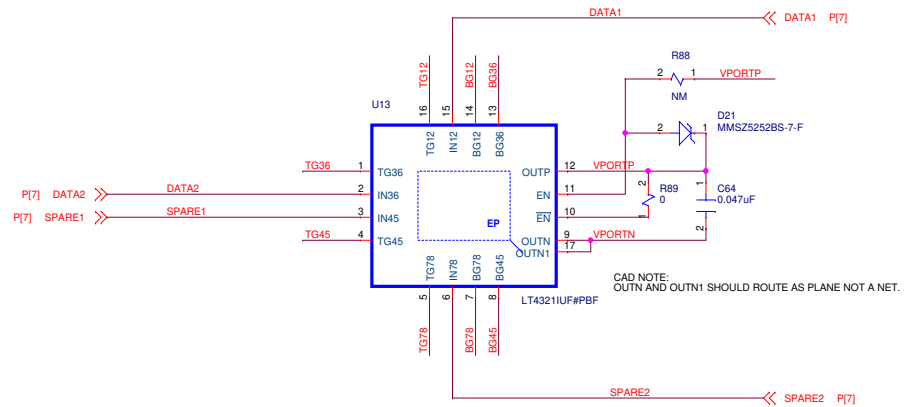 DATA1
DATA1 P[7]
R88
2 1 VPORTP
NM
TG12
BG12
BG36
U13
16 15 14 13
D21
MMSZ5252BS-7-F
2 1
TG12 IN12 BG12 BG36
TG36 1 TG36
OUTP 12 VPORTP
P[7] DATA2 DATA2 2 IN36
EN 11
2
R89
0
1
1
C64
0.047uF
2
P[7] SPARE1 SPARE1 3 IN45
EN 10
EP
TG45 4 TG45
OUTN 9 VPORTN
OUTN1 17
TG78 IN78 BG78 BG45
5 6 7 8
LT4321IUF#PBF
CAD NOTE:
OUTN AND OUTN1 SHOULD ROUTE AS PLANE NOT A NET.
TG78
BG78
BG45
SPARE2
SPARE2 P[7]